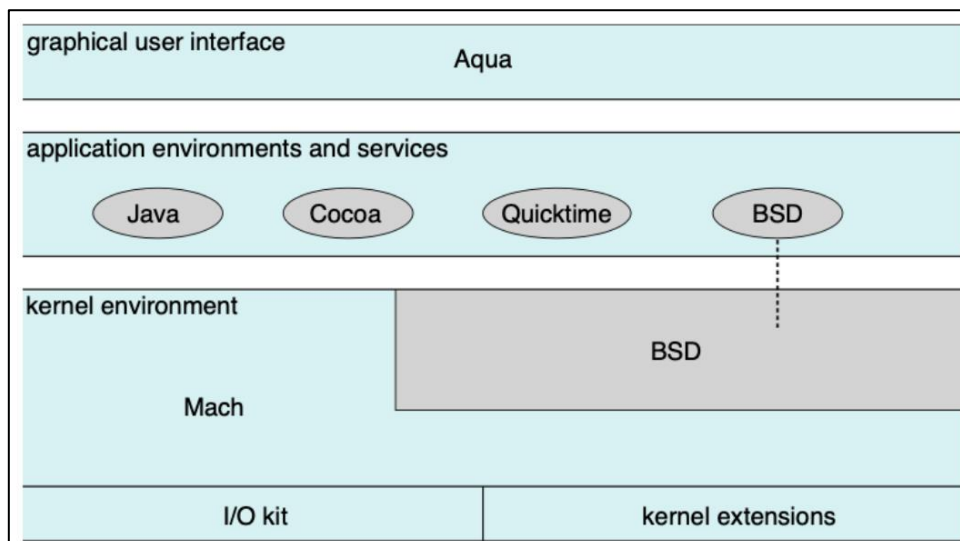 graphical user interface
Aqua
application environments and services
Java
Cocoa
Quicktime
BSD
kernel environment
BSD
Mach
I/O kit
kernel extensions